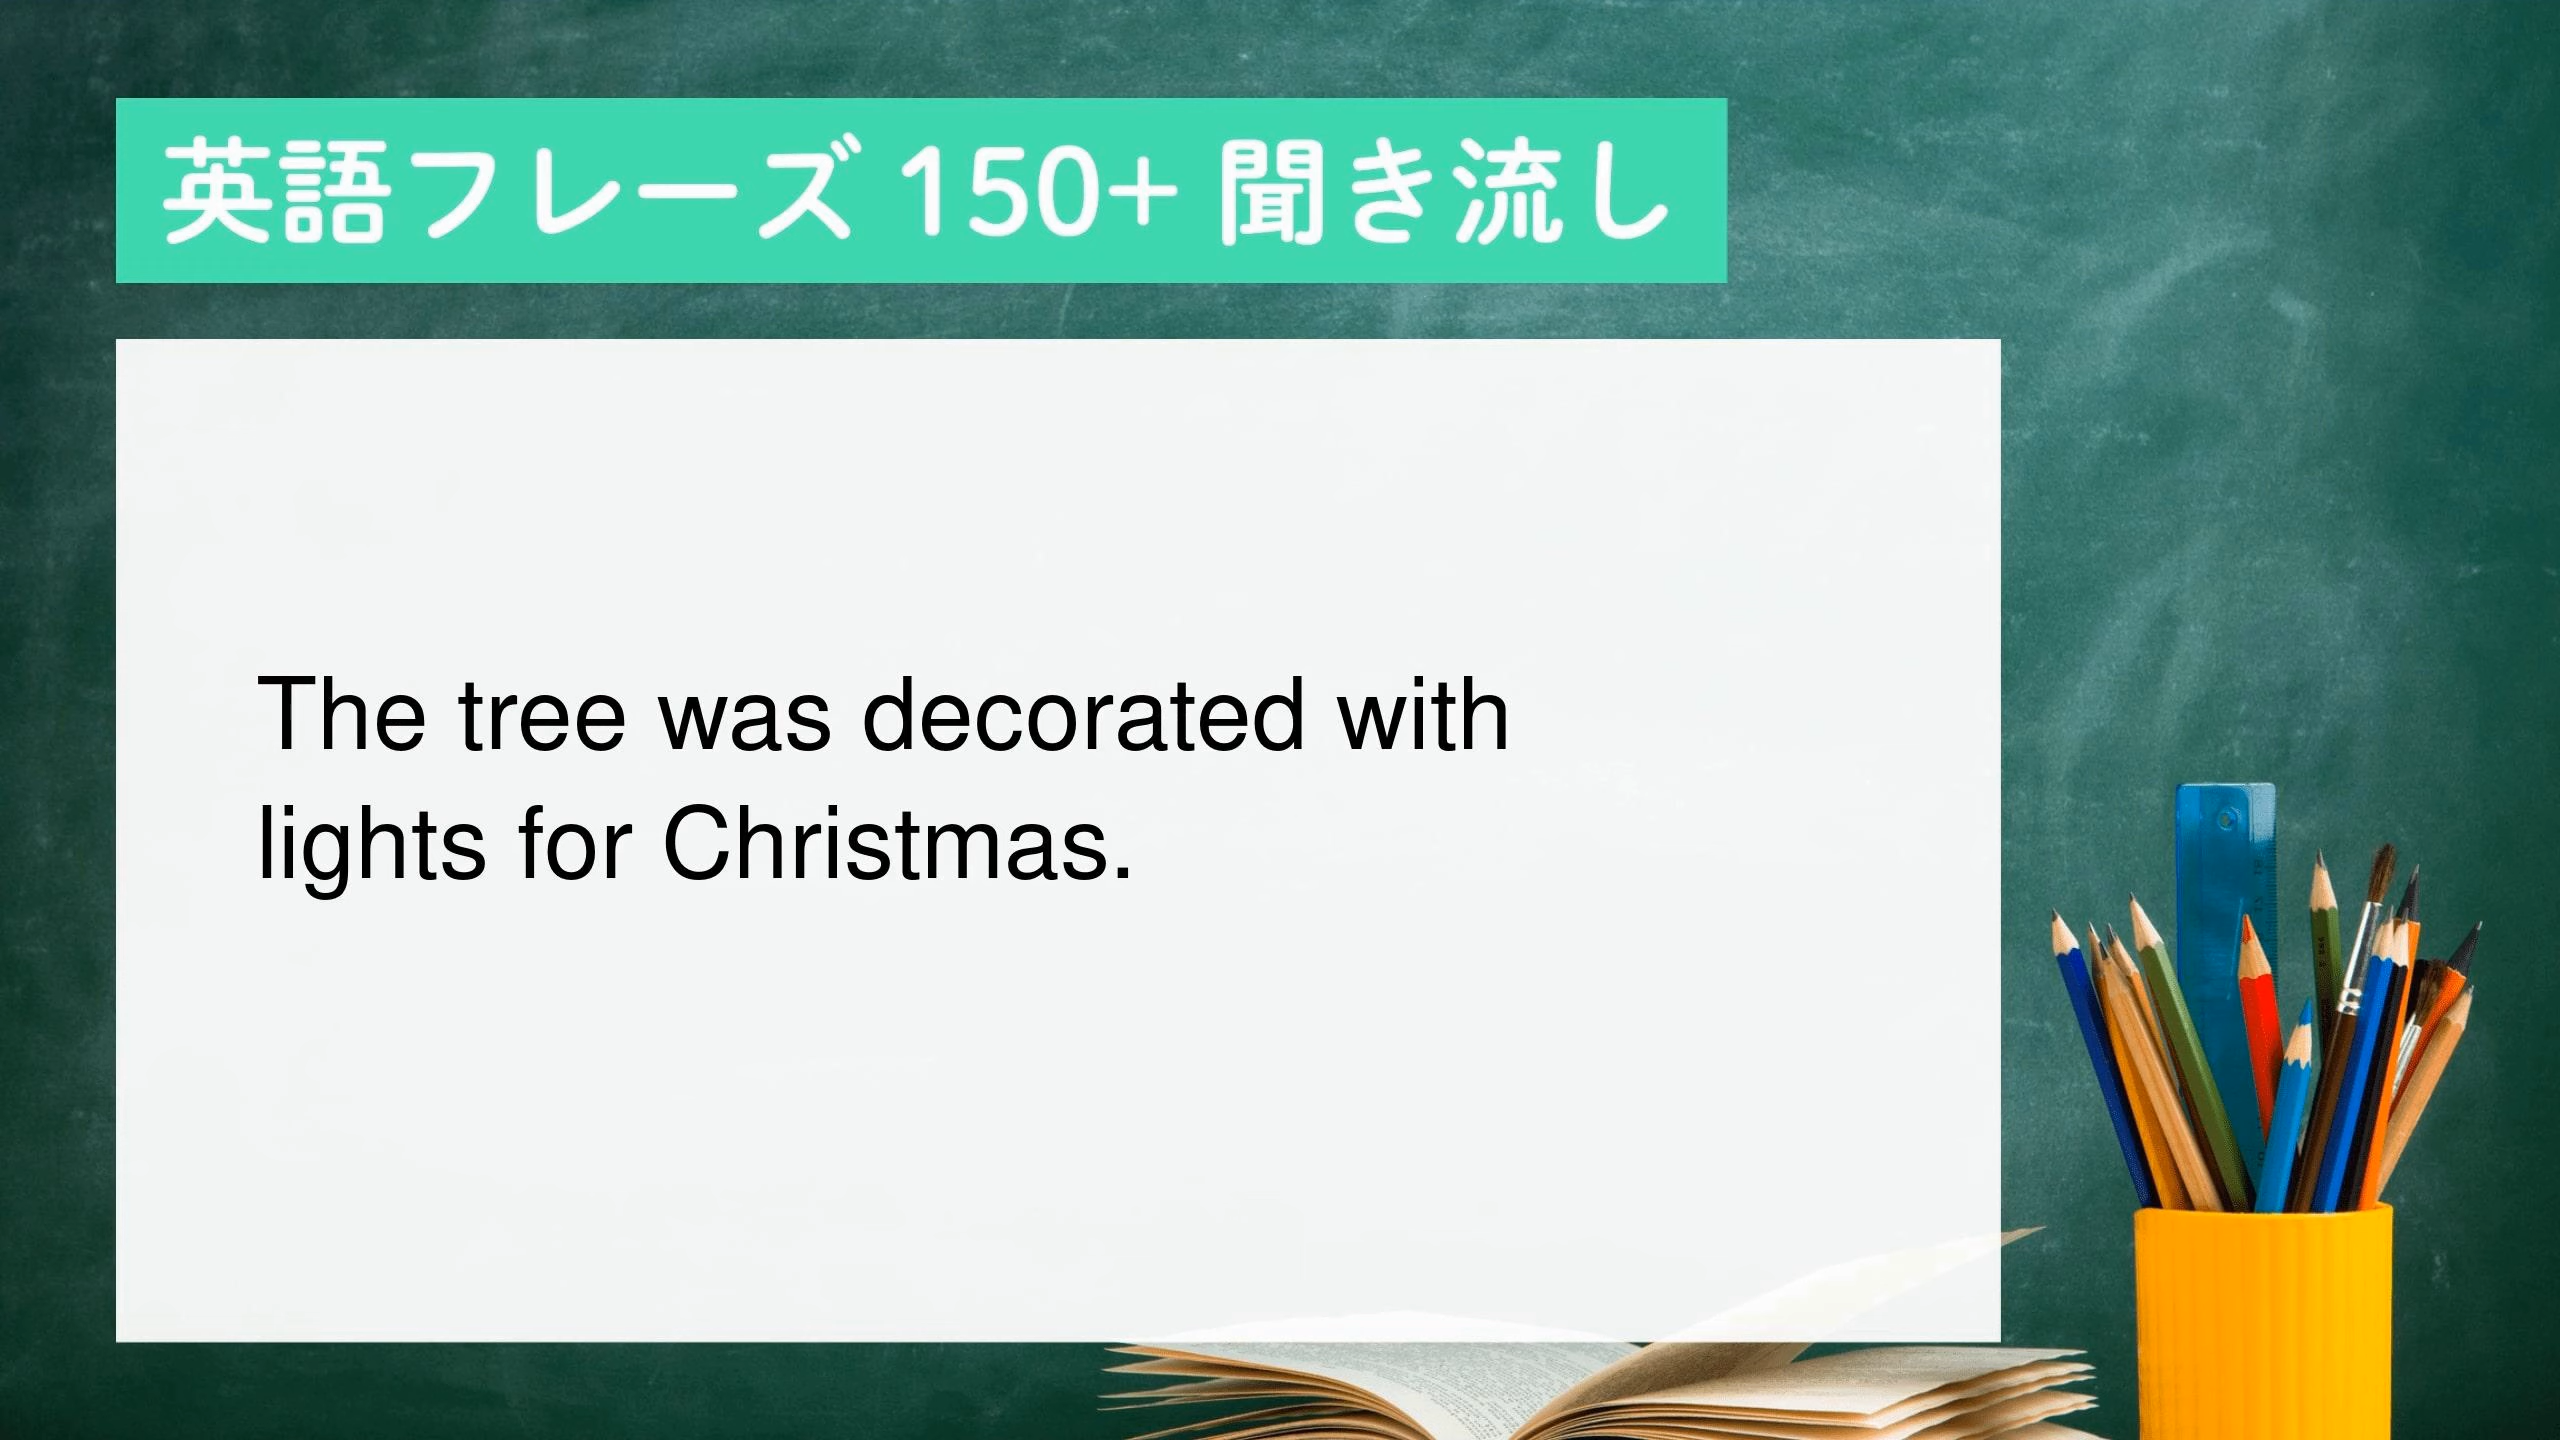 英語フレーズ 150+ 聞き流し
The tree was decorated with
lights for Christmas.